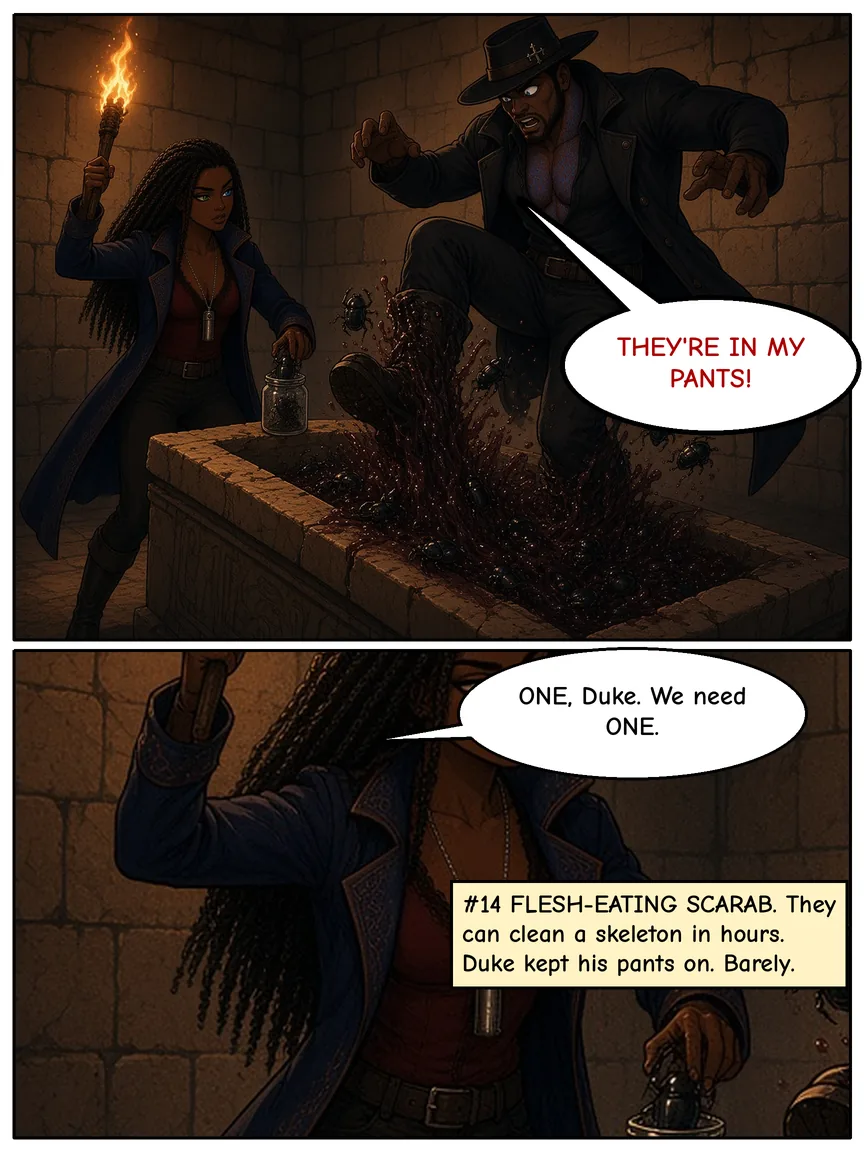 THEY'RE IN MY
PANTS!
ONE, Duke. We need
ONE.
#14 FLESH-EATING SCARAB. They
can clean a skeleton in hours.
Duke kept his pants on. Barely.